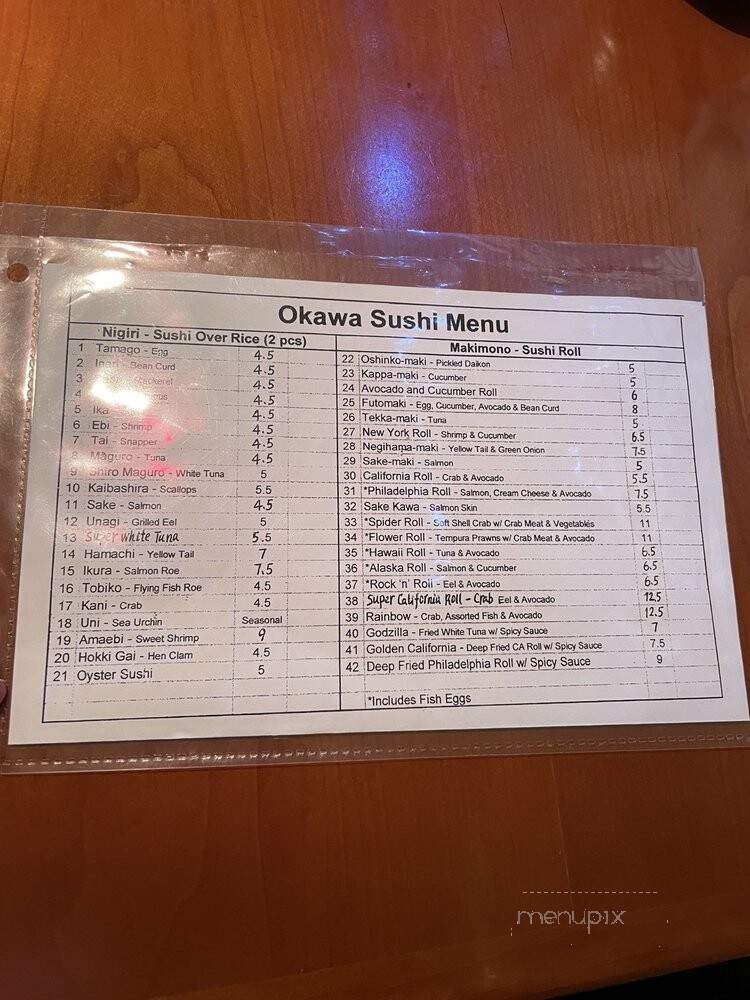 Okawa Sushi Menu
Nigiri - Sushi Over Rice (2 pcs)
1 Tamago - Egg 4.5
2 Inari - Bean Curd 4.5
3 4.5
4 4.5
5 Ika 4.5
6 Ebi - Shrimp 4.5
7 Tai - Snapper 4.5
8 Maguro - Tuna 4.5
9 Shiro Maguro - White Tuna 5
10 Kaibashira - Scallops 5.5
11 Sake - Salmon 4.5
12 Unagi - Grilled Eel 5
13 Super White Tuna 5.5
14 Hamachi - Yellow Tail 7
15 Ikura - Salmon Roe 7.5
16 Tobiko - Flying Fish Roe 4.5
17 Kani - Crab 4.5
18 Uni - Sea Urchin Seasonal
19 Amaebi - Sweet Shrimp 9
20 Hokki Gai - Hen Clam 4.5
21 Oyster Sushi 5
Makimono - Sushi Roll
22 Oshinko-maki - Pickled Daikon 5
23 Kappa-maki - Cucumber 5
24 Avocado and Cucumber Roll 6
25 Futomaki - Egg, Cucumber, Avocado & Bean Curd 8
26 Tekka-maki - Tuna 5
27 New York Roll - Shrimp & Cucumber 6.5
28 Negihama-maki - Yellow Tail & Green Onion 7.5
29 Sake-maki - Salmon 5
30 California Roll - Crab & Avocado 5.5
31 *Philadelphia Roll - Salmon, Cream Cheese & Avocado 7.5
32 Sake Kawa - Salmon Skin 5.5
33 *Spider Roll - Soft Shell Crab w/ Crab Meat & Vegetables 11
34 *Flower Roll - Tempura Prawns w/ Crab Meat & Avocado 11
35 *Hawaii Roll - Tuna & Avocado 6.5
36 *Alaska Roll - Salmon & Cucumber 6.5
37 *Rock 'n' Roll - Eel & Avocado 6.5
38 Super California Roll - Crab Eel & Avocado 12.5
39 Rainbow - Crab, Assorted Fish & Avocado 12.5
40 Godzilla - Fried White Tuna w/ Spicy Sauce 7
41 Golden California - Deep Fried CA Roll w/ Spicy Sauce 7.5
42 Deep Fried Philadelphia Roll w/ Spicy Sauce 9
*Includes Fish Eggs
menupix